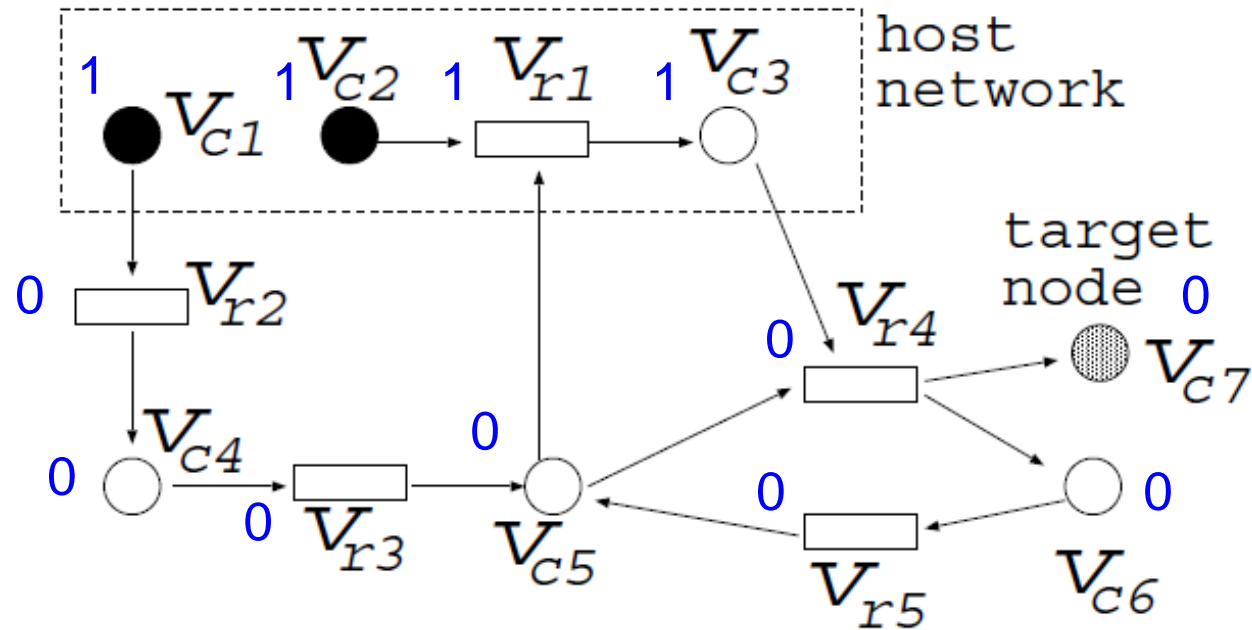 host
network
1
V_c1
1
V_c2
1
V_r1
1
V_c3
target
node
0
V_r2
0
V_r4
0
V_c7
0
V_c4
0
V_r3
0
V_c5
0
V_r5
0
V_c6